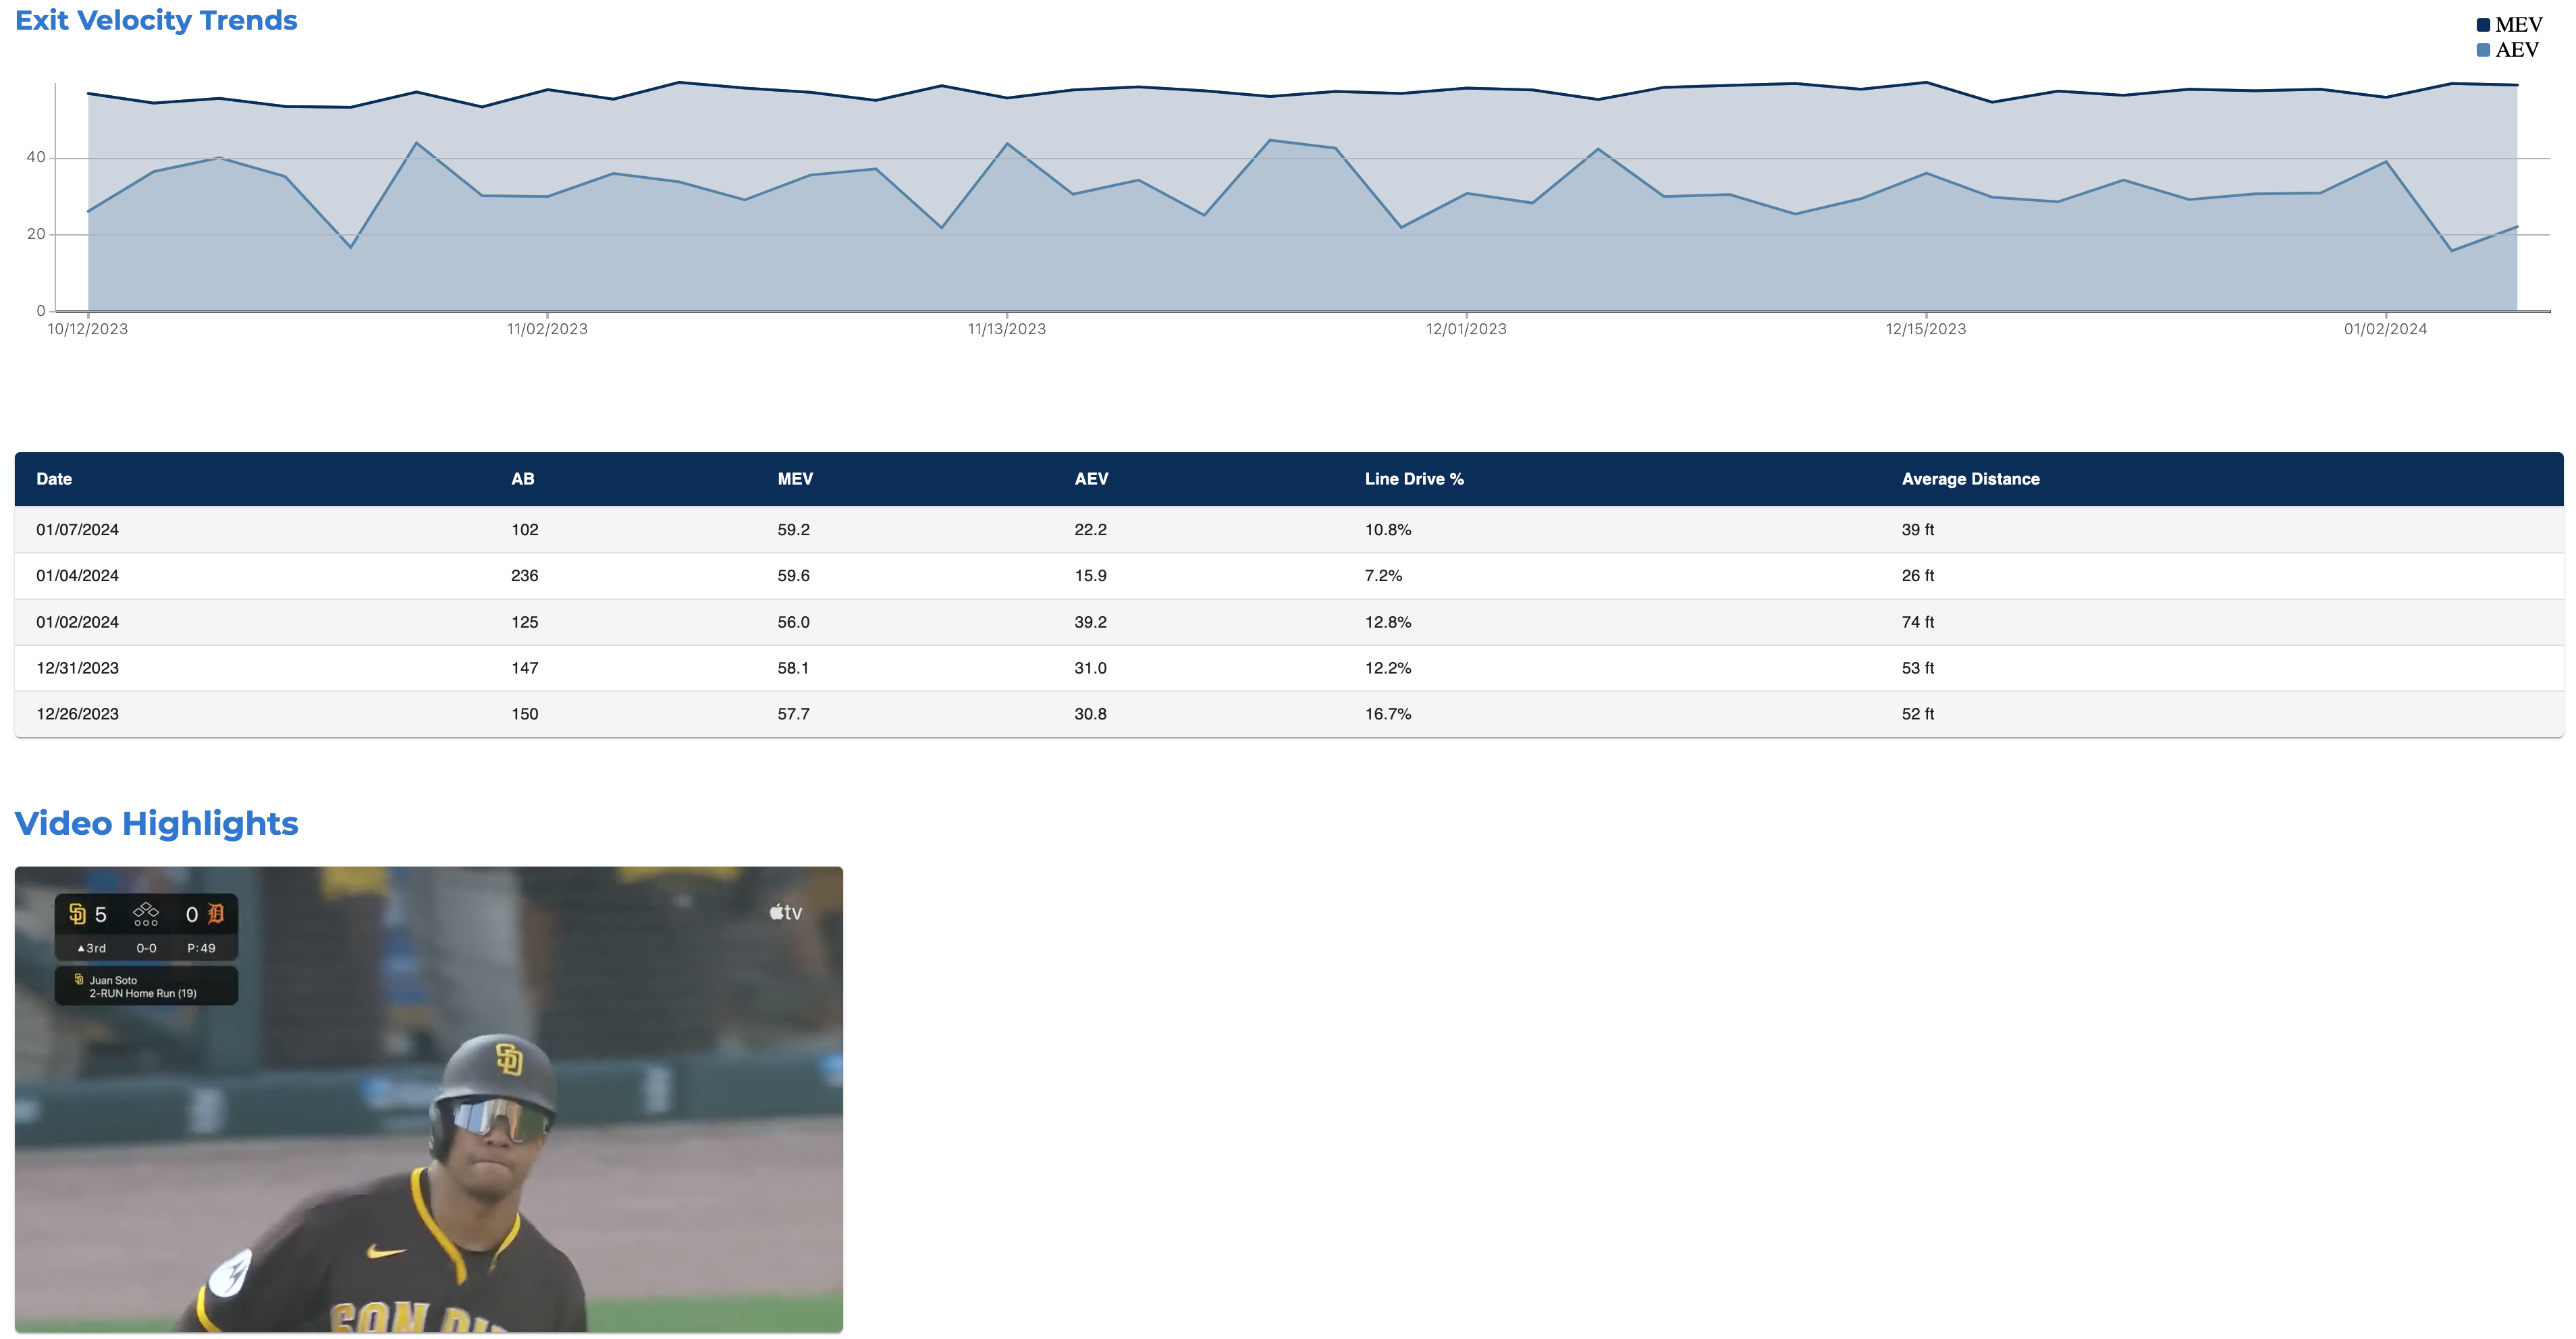 Exit Velocity Trends
MEV
AEV
40
20
0
10/12/2023 11/02/2023 11/13/2023 12/01/2023 12/15/2023 01/02/2024
Date AB MEV AEV Line Drive % Average Distance
01/07/2024 102 59.2 22.2 10.8% 39 ft
01/04/2024 236 59.6 15.9 7.2% 26 ft
01/02/2024 125 56.0 39.2 12.8% 74 ft
12/31/2023 147 58.1 31.0 12.2% 53 ft
12/26/2023 150 57.7 30.8 16.7% 52 ft
Video Highlights
SD 5 0 D
tv
▲3rd 0-0 P:49
SD Juan Soto
2-RUN Home Run (19)
SD